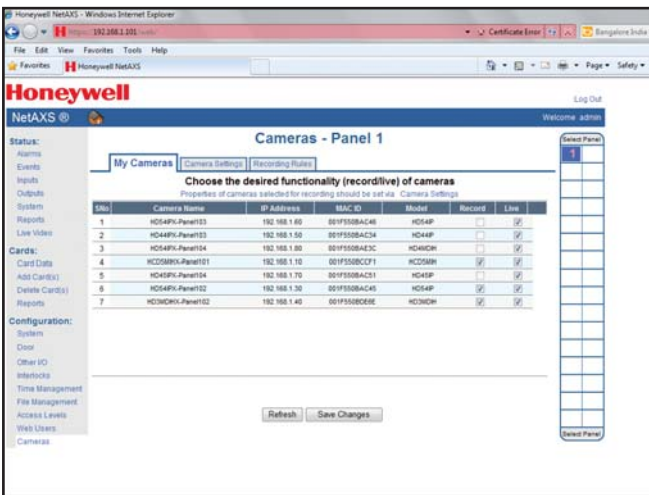 Honeywell NetAXS - Windows Internet Explorer
192.168.1.101
Certificate Error
Bangalore India
File Edit View Favorites Tools Help
Favorites Honeywell NetAXS
Page Safety
Honeywell
Log Out
NetAXS ®
Welcome admin
Status:
Alarms
Events
Inputs
Outputs
System
Reports
Live Video
Cards:
Card Data
Add Card(s)
Delete Card(s)
Reports
Configuration:
System
Door
Other I/O
Interlocks
Time Management
File Management
Access Levels
Web Users
Cameras
Cameras - Panel 1
My Cameras Camera Settings Recording Rules
Choose the desired functionality (record/live) of cameras
Properties of cameras selected for recording should be set via Camera Settings
SNo Camera Name IP Address MAC ID Model Record Live
1 HD54IPX-Panel103 192.168.1.60 001F550BAC46 HD54IP
2 HD44IPX-Panel103 192.168.1.50 001F550BAC34 HD44IP
3 HD54IPX-Panel104 192.168.1.80 001F550BAE3C HD4MDIH
4 HCD5MIHX-Panel101 192.168.1.10 001F550BCCF1 HCD5MIH
5 HD45IPX-Panel104 192.168.1.70 001F550BAC51 HD45IP
6 HD54IPX-Panel102 192.168.1.30 001F550BAC45 HD54IP
7 HD3MDIHX-Panel102 192.168.1.40 001F550BDE6E HD3MDIH
Refresh Save Changes
Select Panel
1
Select Panel